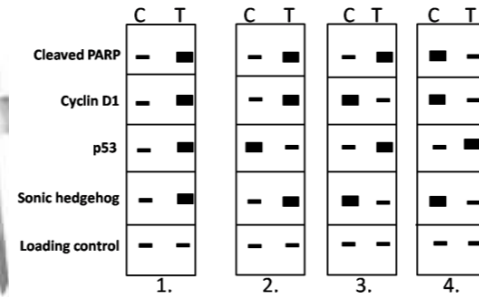 C T C T C T C T
Cleaved PARP
Cyclin D1
p53
Sonic hedgehog
Loading control
1. 2. 3. 4.